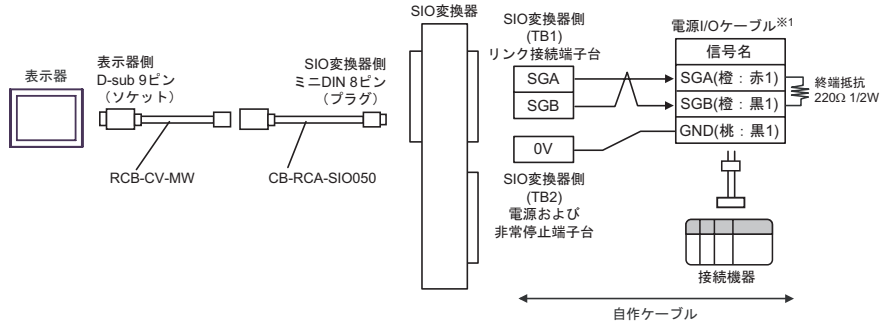 表示器
表示器側
D-sub 9ピン
（ソケット）
RCB-CV-MW
SIO変換器側
ミニDIN 8ピン
（プラグ）
CB-RCA-SIO050
SIO変換器
SIO変換器側
(TB1)
リンク接続端子台
SGA
SGB
0V
SIO変換器側
(TB2)
電源および
非常停止端子台
電源I/Oケーブル※1
信号名
SGA(橙：赤1)
SGB(橙：黒1)
GND(桃：黒1)
終端抵抗
220Ω 1/2W
接続機器
自作ケーブル